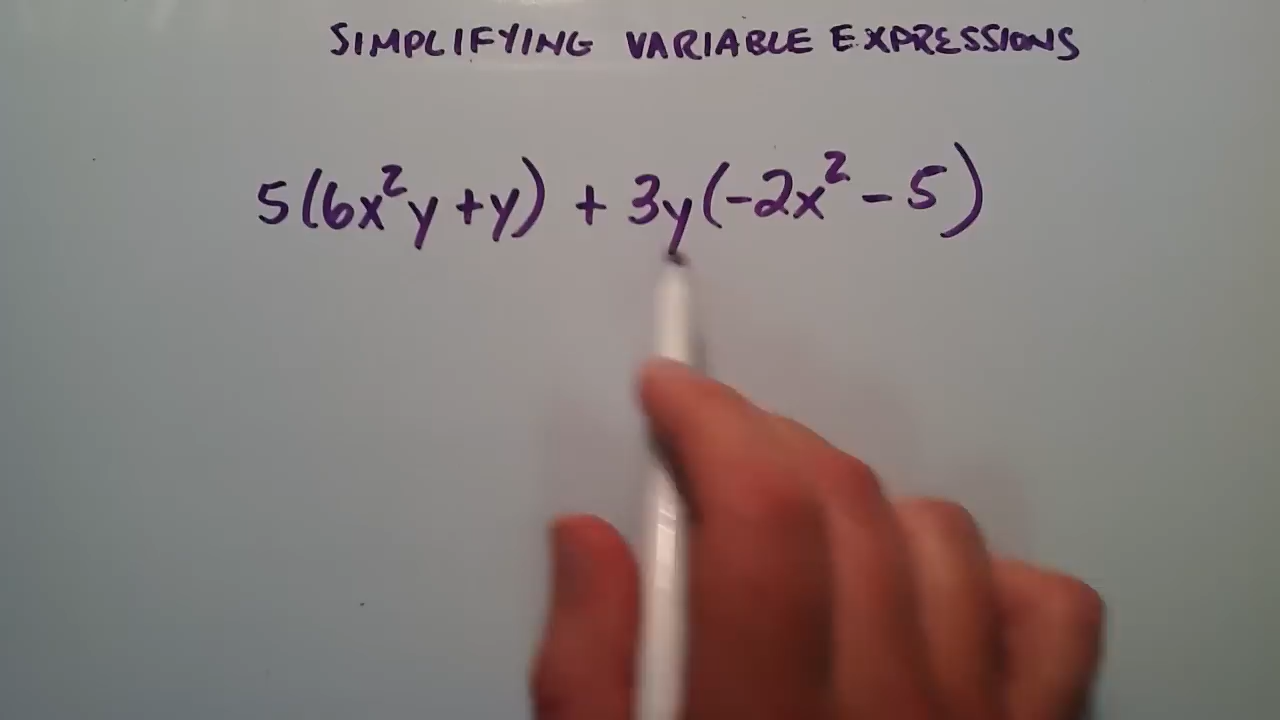 SIMPLIFYING VARIABLE EXPRESSIONS
5(6x²y+y) + 3y(-2x² - 5)